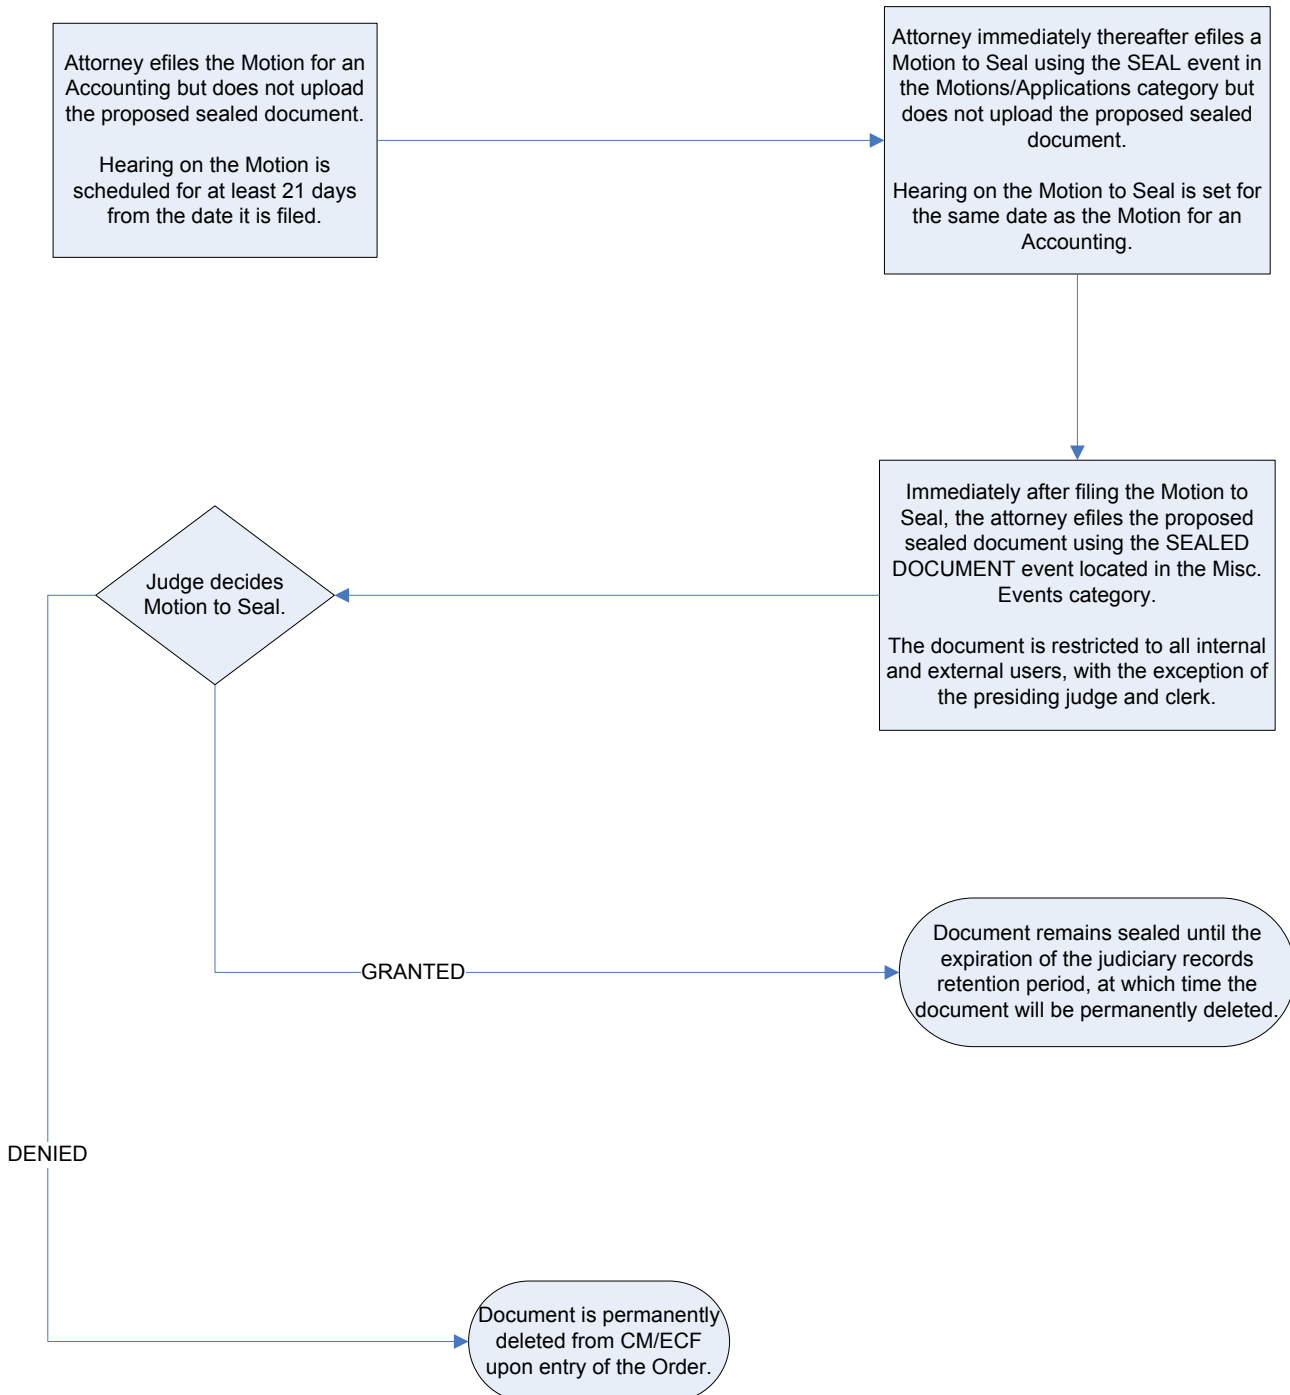 Attorney efiles the Motion for an
Accounting but does not upload
the proposed sealed document.
Hearing on the Motion is
scheduled for at least 21 days
from the date it is filed.
Attorney immediately thereafter efiles a
Motion to Seal using the SEAL event in
the Motions/Applications category but
does not upload the proposed sealed
document.
Hearing on the Motion to Seal is set for
the same date as the Motion for an
Accounting.
Immediately after filing the Motion to
Seal, the attorney efiles the proposed
sealed document using the SEALED
DOCUMENT event located in the Misc.
Events category.
The document is restricted to all internal
and external users, with the exception of
the presiding judge and clerk.
Judge decides
Motion to Seal.
GRANTED
Document remains sealed until the
expiration of the judiciary records
retention period, at which time the
document will be permanently deleted.
DENIED
Document is permanently
deleted from CM/ECF
upon entry of the Order.